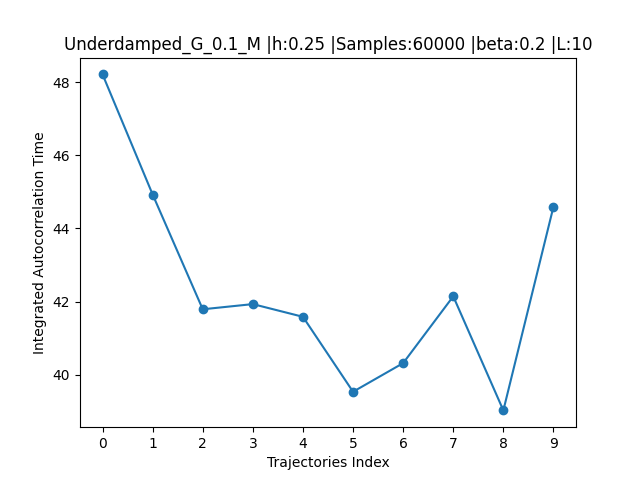 Underdamped_G_0.1_M |h:0.25 |Samples:60000 |beta:0.2 |L:10
Integrated Autocorrelation Time
48
46
44
42
40
0 1 2 3 4 5 6 7 8 9
Trajectories Index